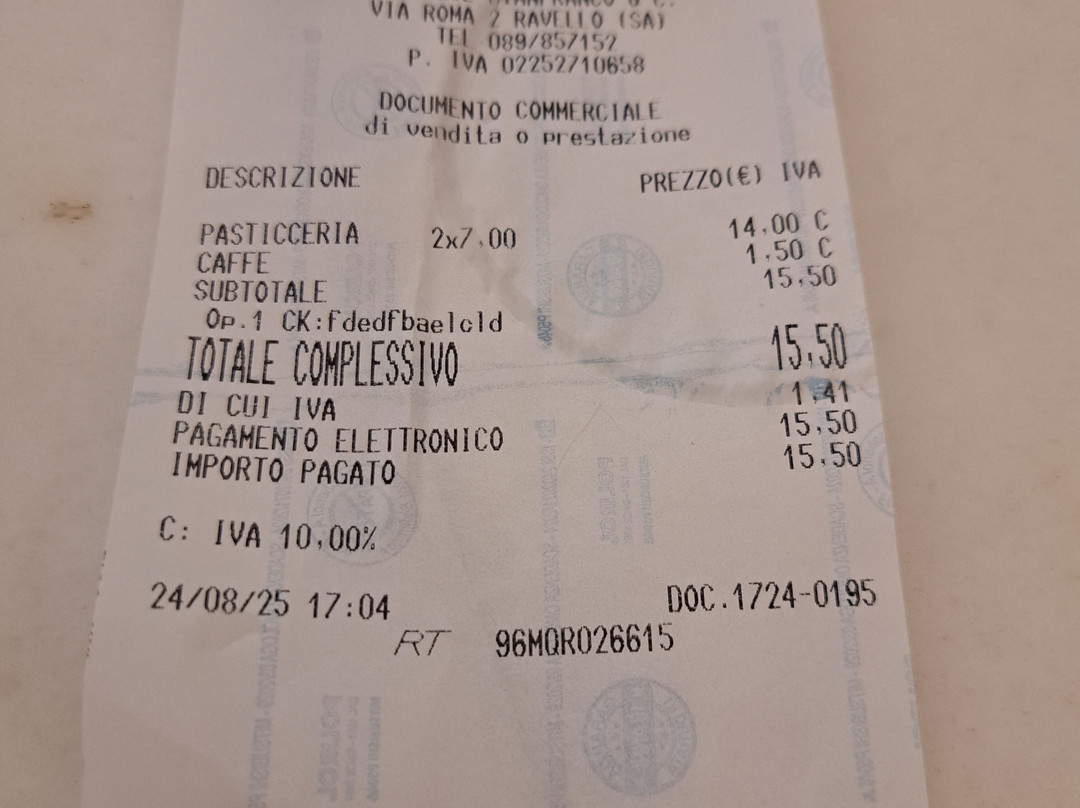 VIA ROMA 2 RAVELLO (SA)
TEL 089/857152
P. IVA 02252710658
DOCUMENTO COMMERCIALE
di vendita o prestazione
DESCRIZIONE PREZZO(€) IVA
PASTICCERIA 2x7,00 14,00 C
CAFFE 1,50 C
SUBTOTALE 15,50
Op.1 CK:fdedfbae1c1d
TOTALE COMPLESSIVO 15,50
DI CUI IVA 1,41
PAGAMENTO ELETTRONICO 15,50
IMPORTO PAGATO 15,50
C: IVA 10,00%
24/08/25 17:04 DOC.1724-0195
RT 96MQR026615